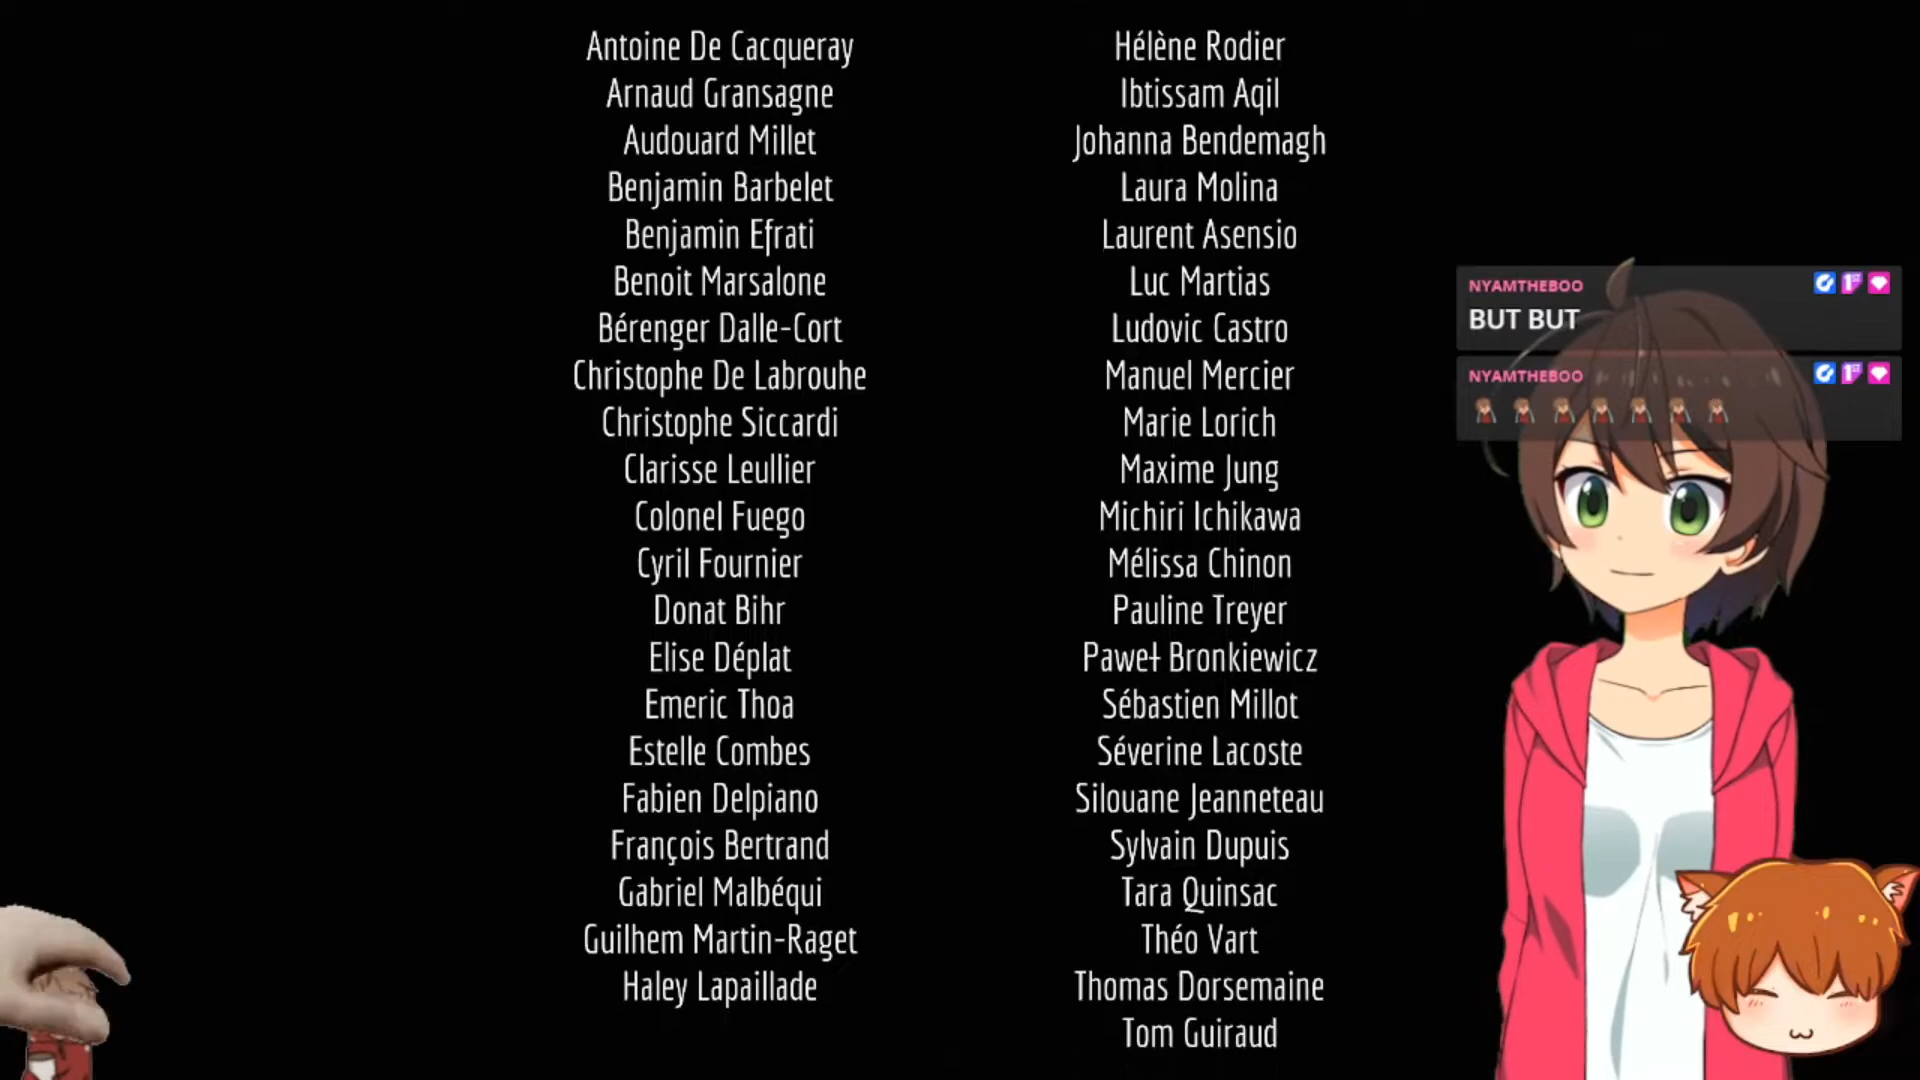 Antoine De Cacqueray
Arnaud Gransagne
Audouard Millet
Benjamin Barbelet
Benjamin Efrati
Benoit Marsalone
Bérenger Dalle-Cort
Christophe De Labrouhe
Christophe Siccardi
Clarisse Leullier
Colonel Fuego
Cyril Fournier
Donat Bihr
Elise Déplat
Emeric Thoa
Estelle Combes
Fabien Delpiano
François Bertrand
Gabriel Malbéqui
Guilhem Martin-Raget
Haley Lapaillade
Hélène Rodier
Ibtissam Aqil
Johanna Bendemagh
Laura Molina
Laurent Asensio
Luc Martias
Ludovic Castro
Manuel Mercier
Marie Lorich
Maxime Jung
Michiri Ichikawa
Mélissa Chinon
Pauline Treyer
Paweł Bronkiewicz
Sébastien Millot
Séverine Lacoste
Silouane Jeanneteau
Sylvain Dupuis
Tara Quinsac
Théo Vart
Thomas Dorsemaine
Tom Guiraud
NYAMTHEBOO 1ST
BUT BUT
NYAMTHEBOO 1ST